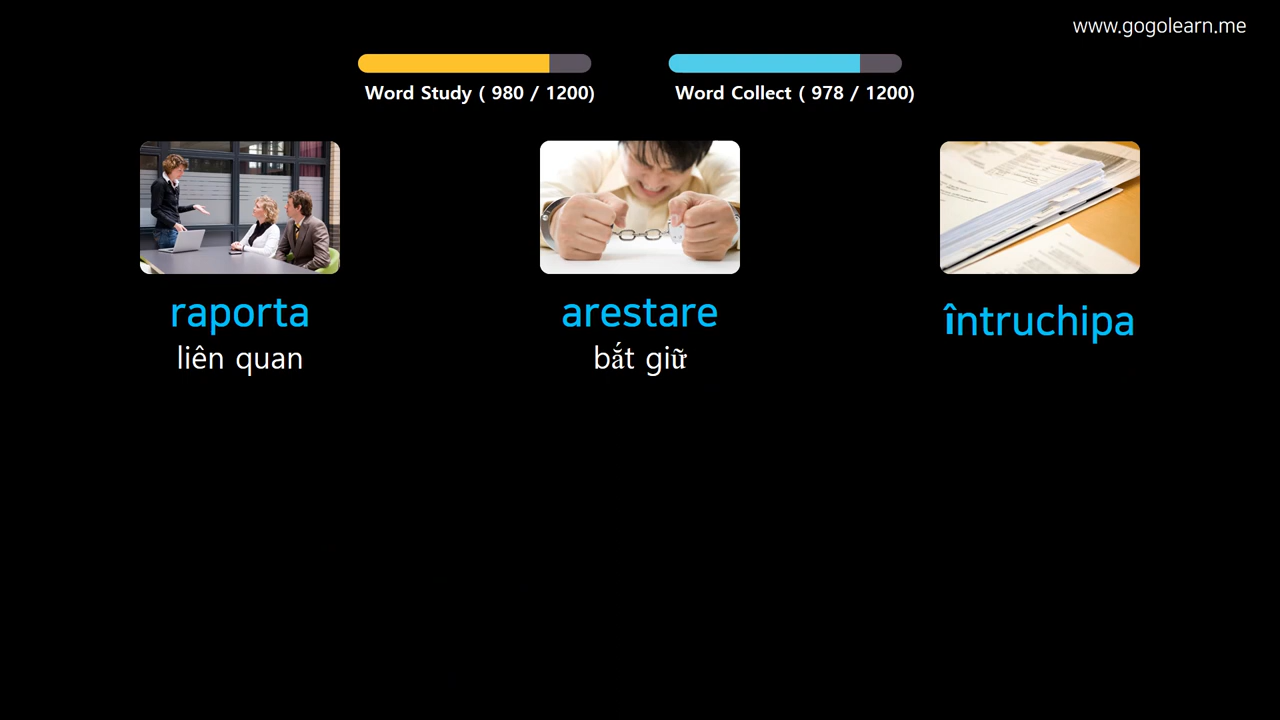 www.gogolearn.me
Word Study ( 980 / 1200)
Word Collect ( 978 / 1200)
raporta
liên quan
arestare
bắt giữ
întruchipa